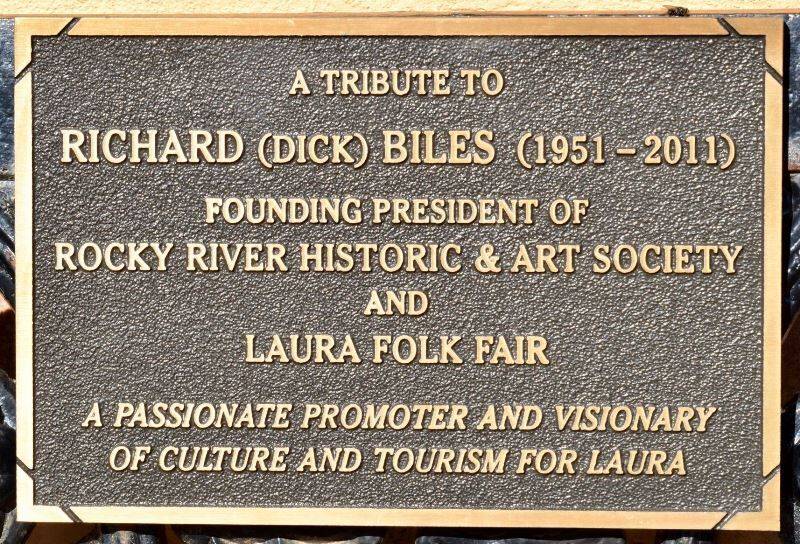 A TRIBUTE TO
RICHARD (DICK) BILES (1951 – 2011)
FOUNDING PRESIDENT OF
ROCKY RIVER HISTORIC & ART SOCIETY
AND
LAURA FOLK FAIR
A PASSIONATE PROMOTER AND VISIONARY
OF CULTURE AND TOURISM FOR LAURA